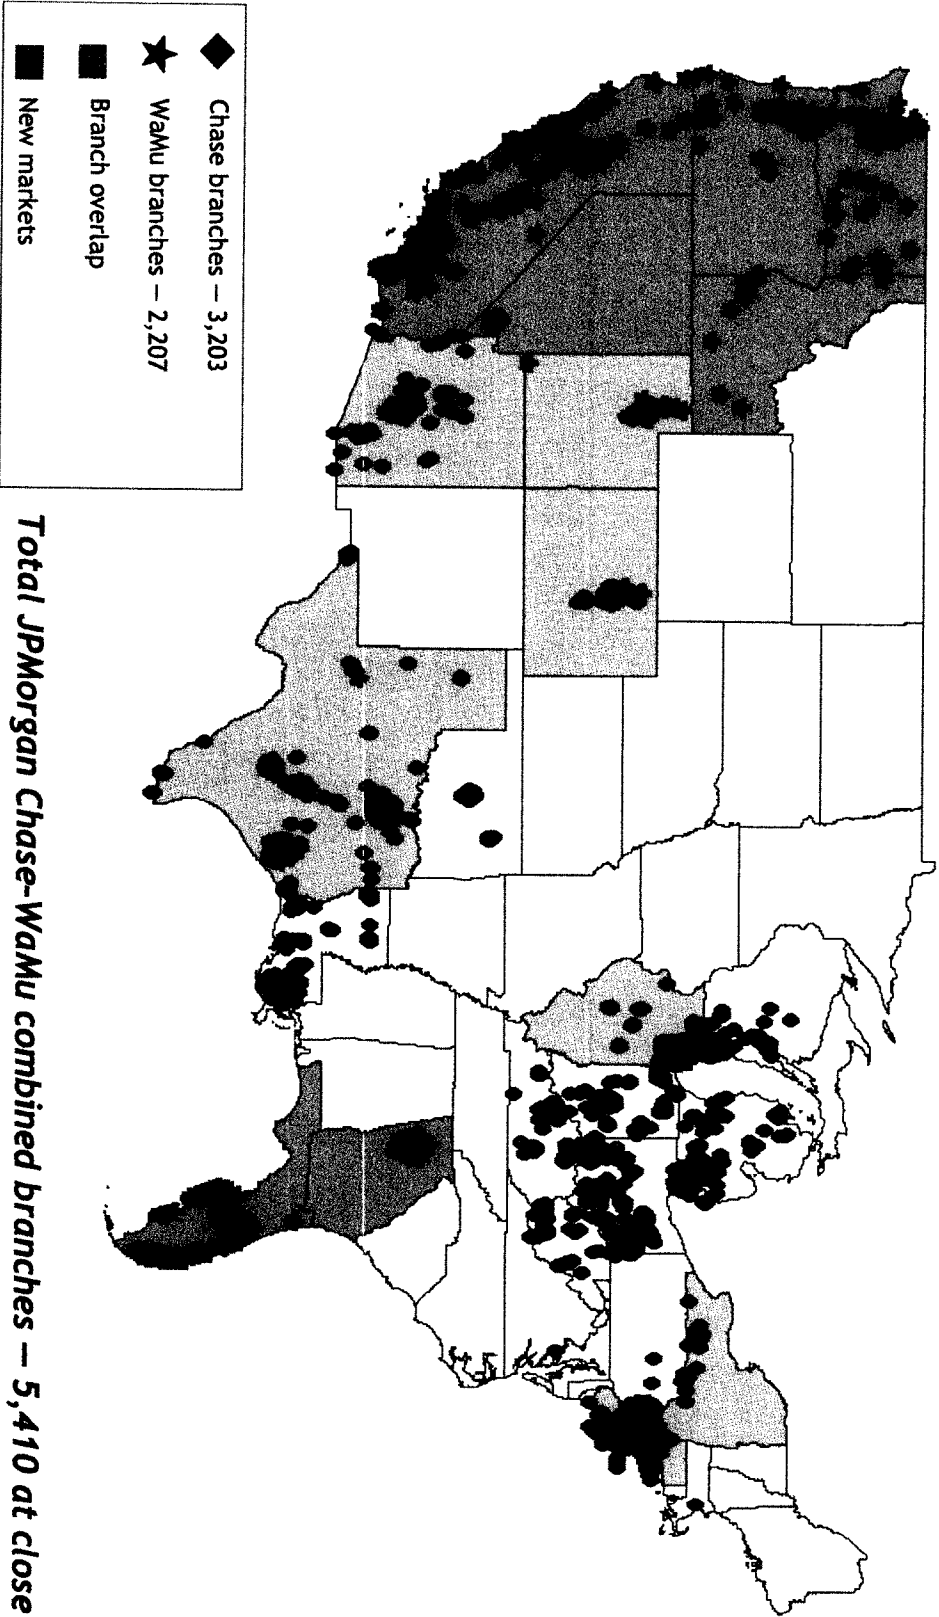 Chase branches — 3,203
WaMu branches — 2,207
Branch overlap
New markets
Total JPMorgan Chase-WaMu combined branches — 5,410 at close